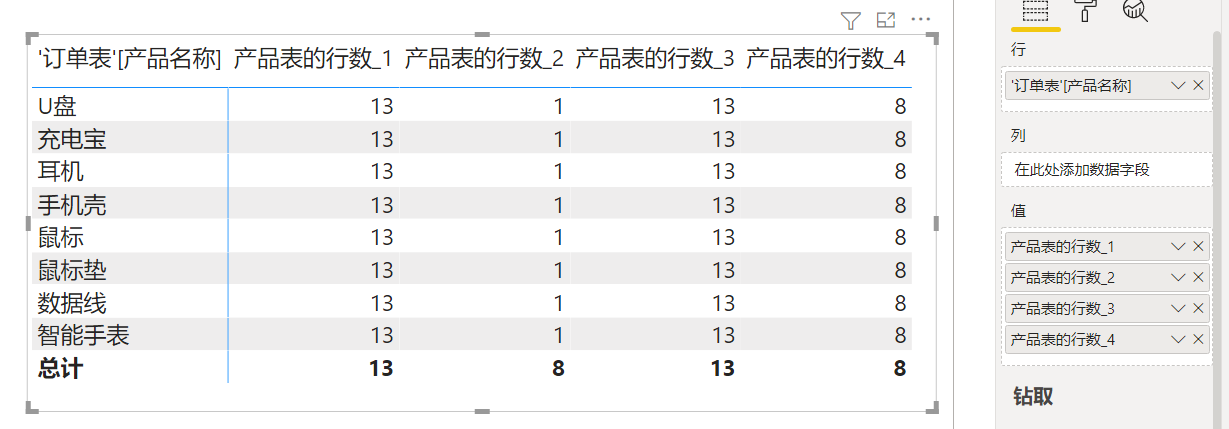 '订单表'[产品名称] 产品表的行数_1 产品表的行数_2 产品表的行数_3 产品表的行数_4
U盘 13 1 13 8
充电宝 13 1 13 8
耳机 13 1 13 8
手机壳 13 1 13 8
鼠标 13 1 13 8
鼠标垫 13 1 13 8
数据线 13 1 13 8
智能手表 13 1 13 8
总计 13 8 13 8
行
'订单表'[产品名称]
列
在此处添加数据字段
值
产品表的行数_1
产品表的行数_2
产品表的行数_3
产品表的行数_4
钻取